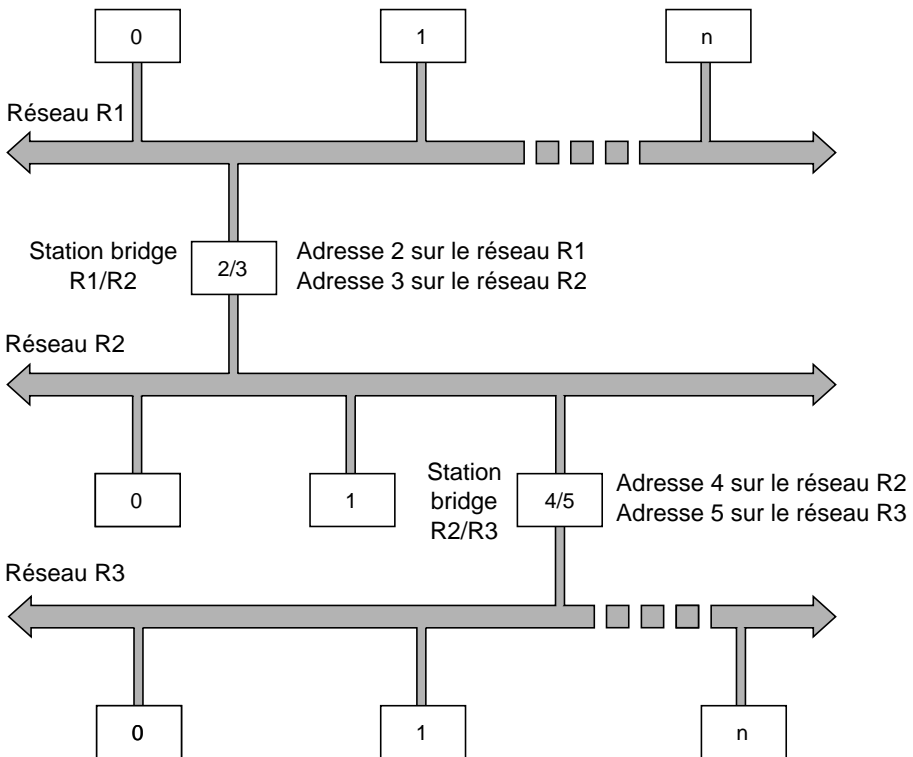 0
1
n
Réseau R1
Station bridge
R1/R2
2/3
Adresse 2 sur le réseau R1
Adresse 3 sur le réseau R2
Réseau R2
0
1
Station
bridge
R2/R3
4/5
Adresse 4 sur le réseau R2
Adresse 5 sur le réseau R3
Réseau R3
0
1
n